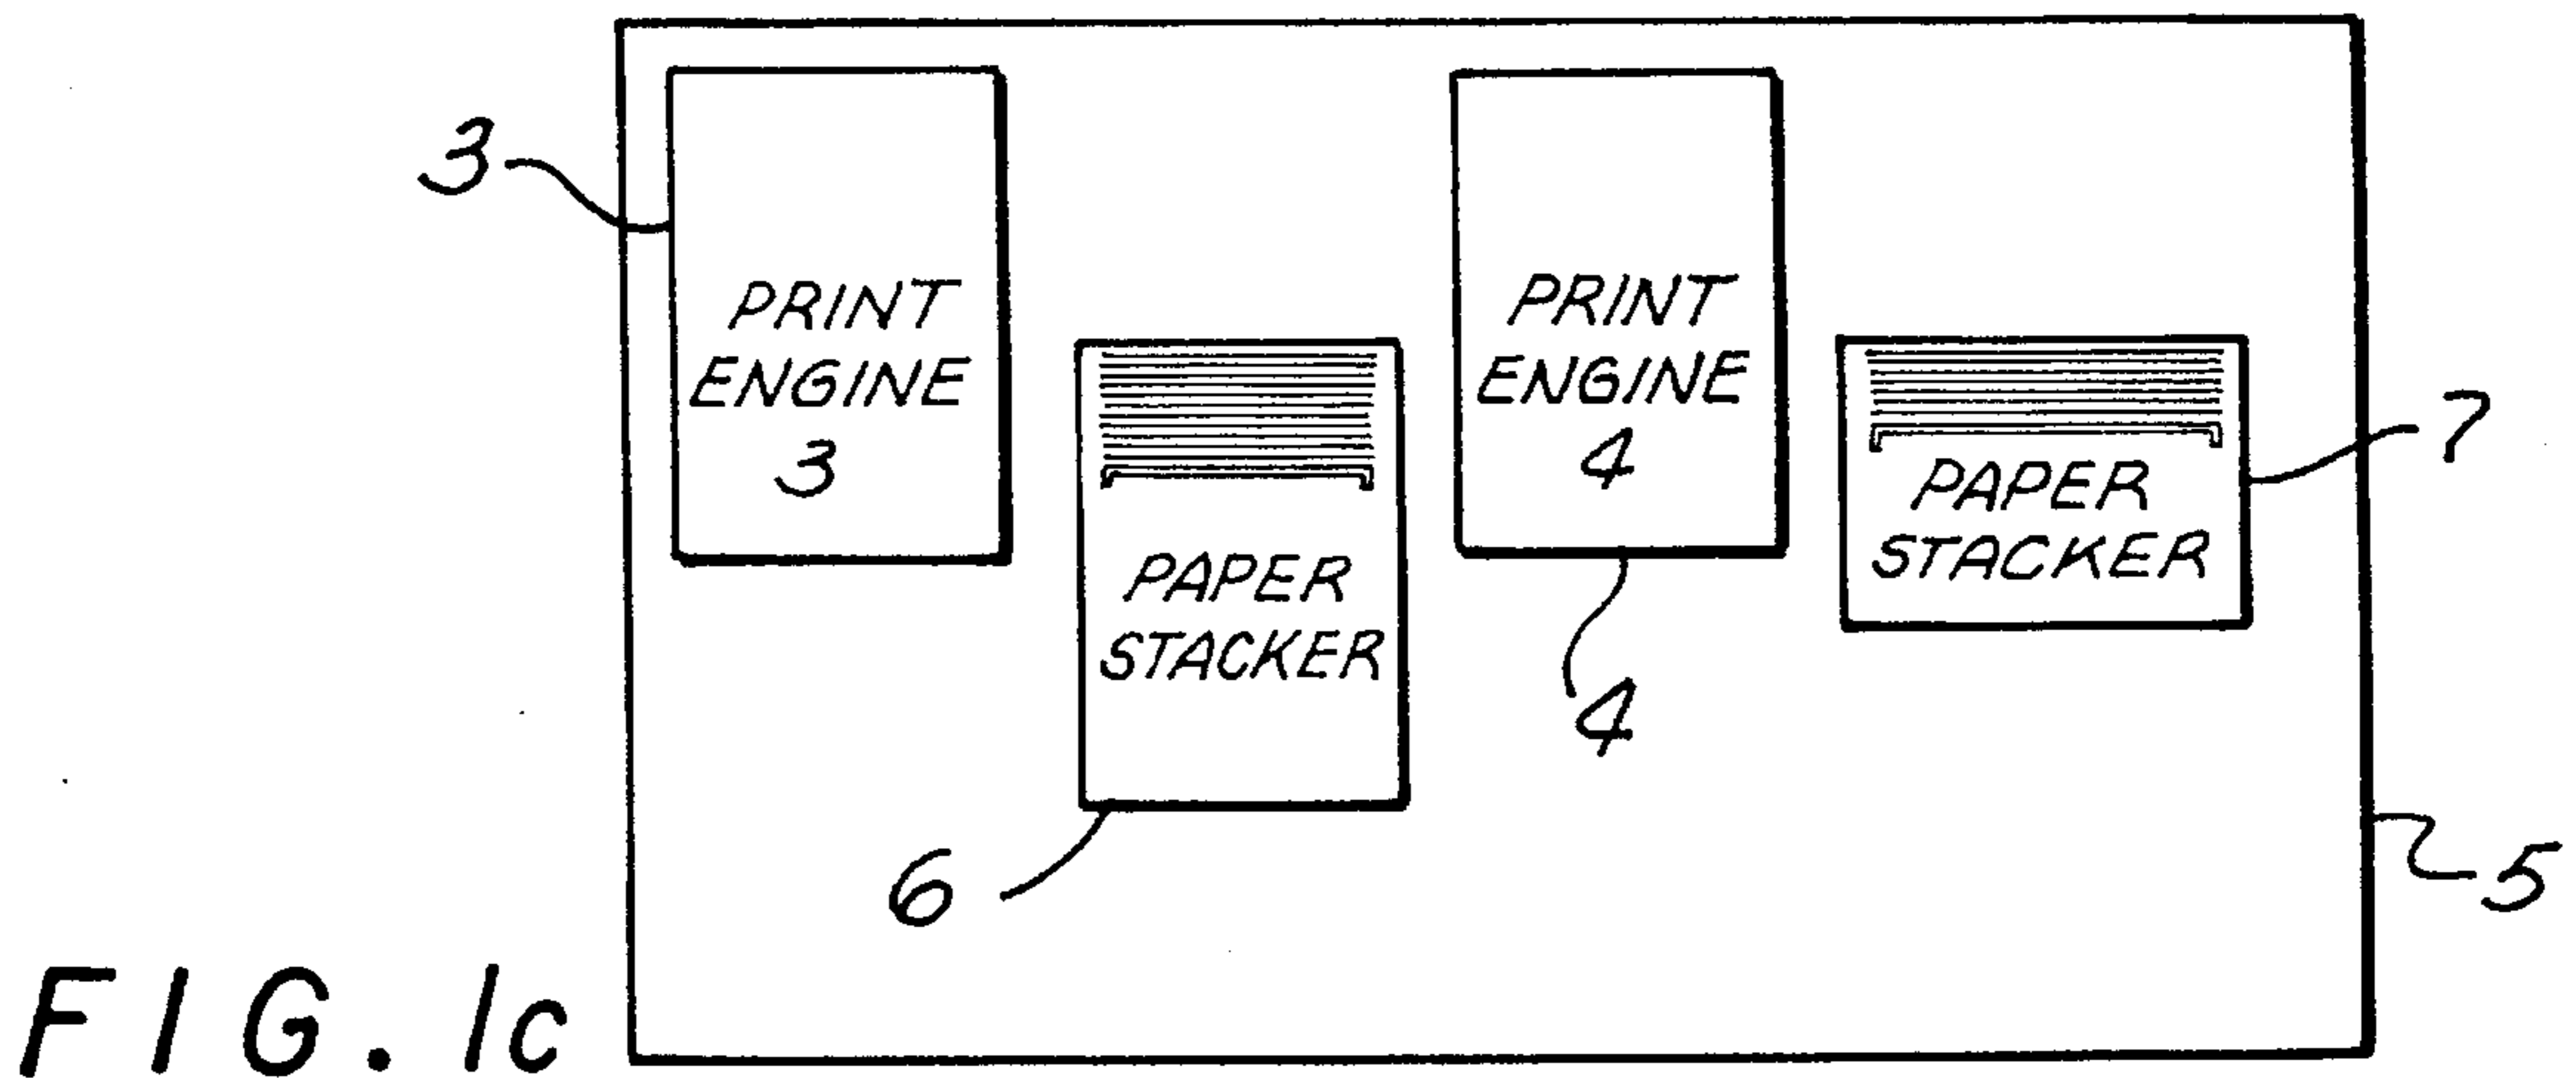 3
PRINT
ENGINE
3
PRINT
ENGINE
4
7
PAPER
STACKER
PAPER
STACKER
4
6
5
FIG. 1c